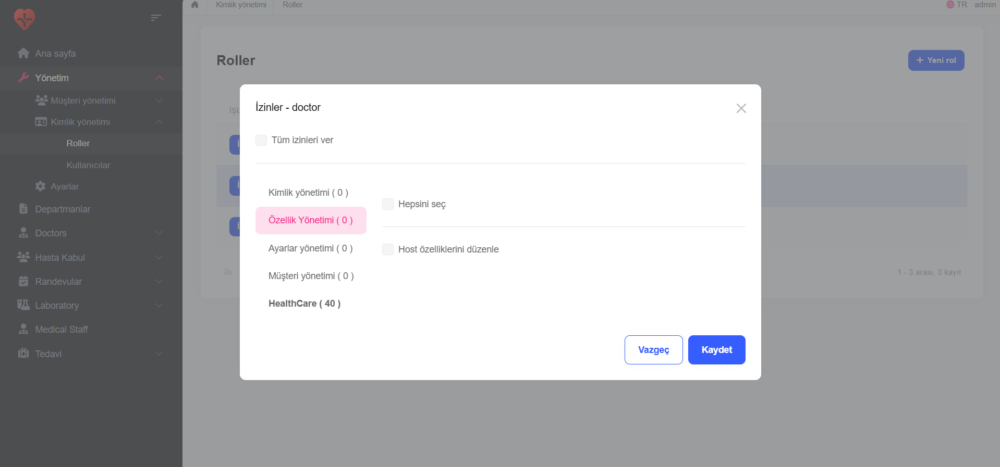 Kimlik yönetimi
Roller
TR
admin
Ana sayfa
Yönetim
Müşteri yönetimi
Kimlik yönetimi
Roller
Kullanıcılar
Ayarlar
Departmanlar
Doctors
Hasta Kabul
Randevular
Laboratory
Medical Staff
Tedavi
Roller
+ Yeni rol
İzinler - doctor
Tüm izinleri ver
Kimlik yönetimi ( 0 )
Özellik Yönetimi ( 0 )
Ayarlar yönetimi ( 0 )
Müşteri yönetimi ( 0 )
HealthCare ( 40 )
Hepsini seç
Host özelliklerini düzenle
Vazgeç
Kaydet
İlk
1 - 3 arası, 3 kayıt